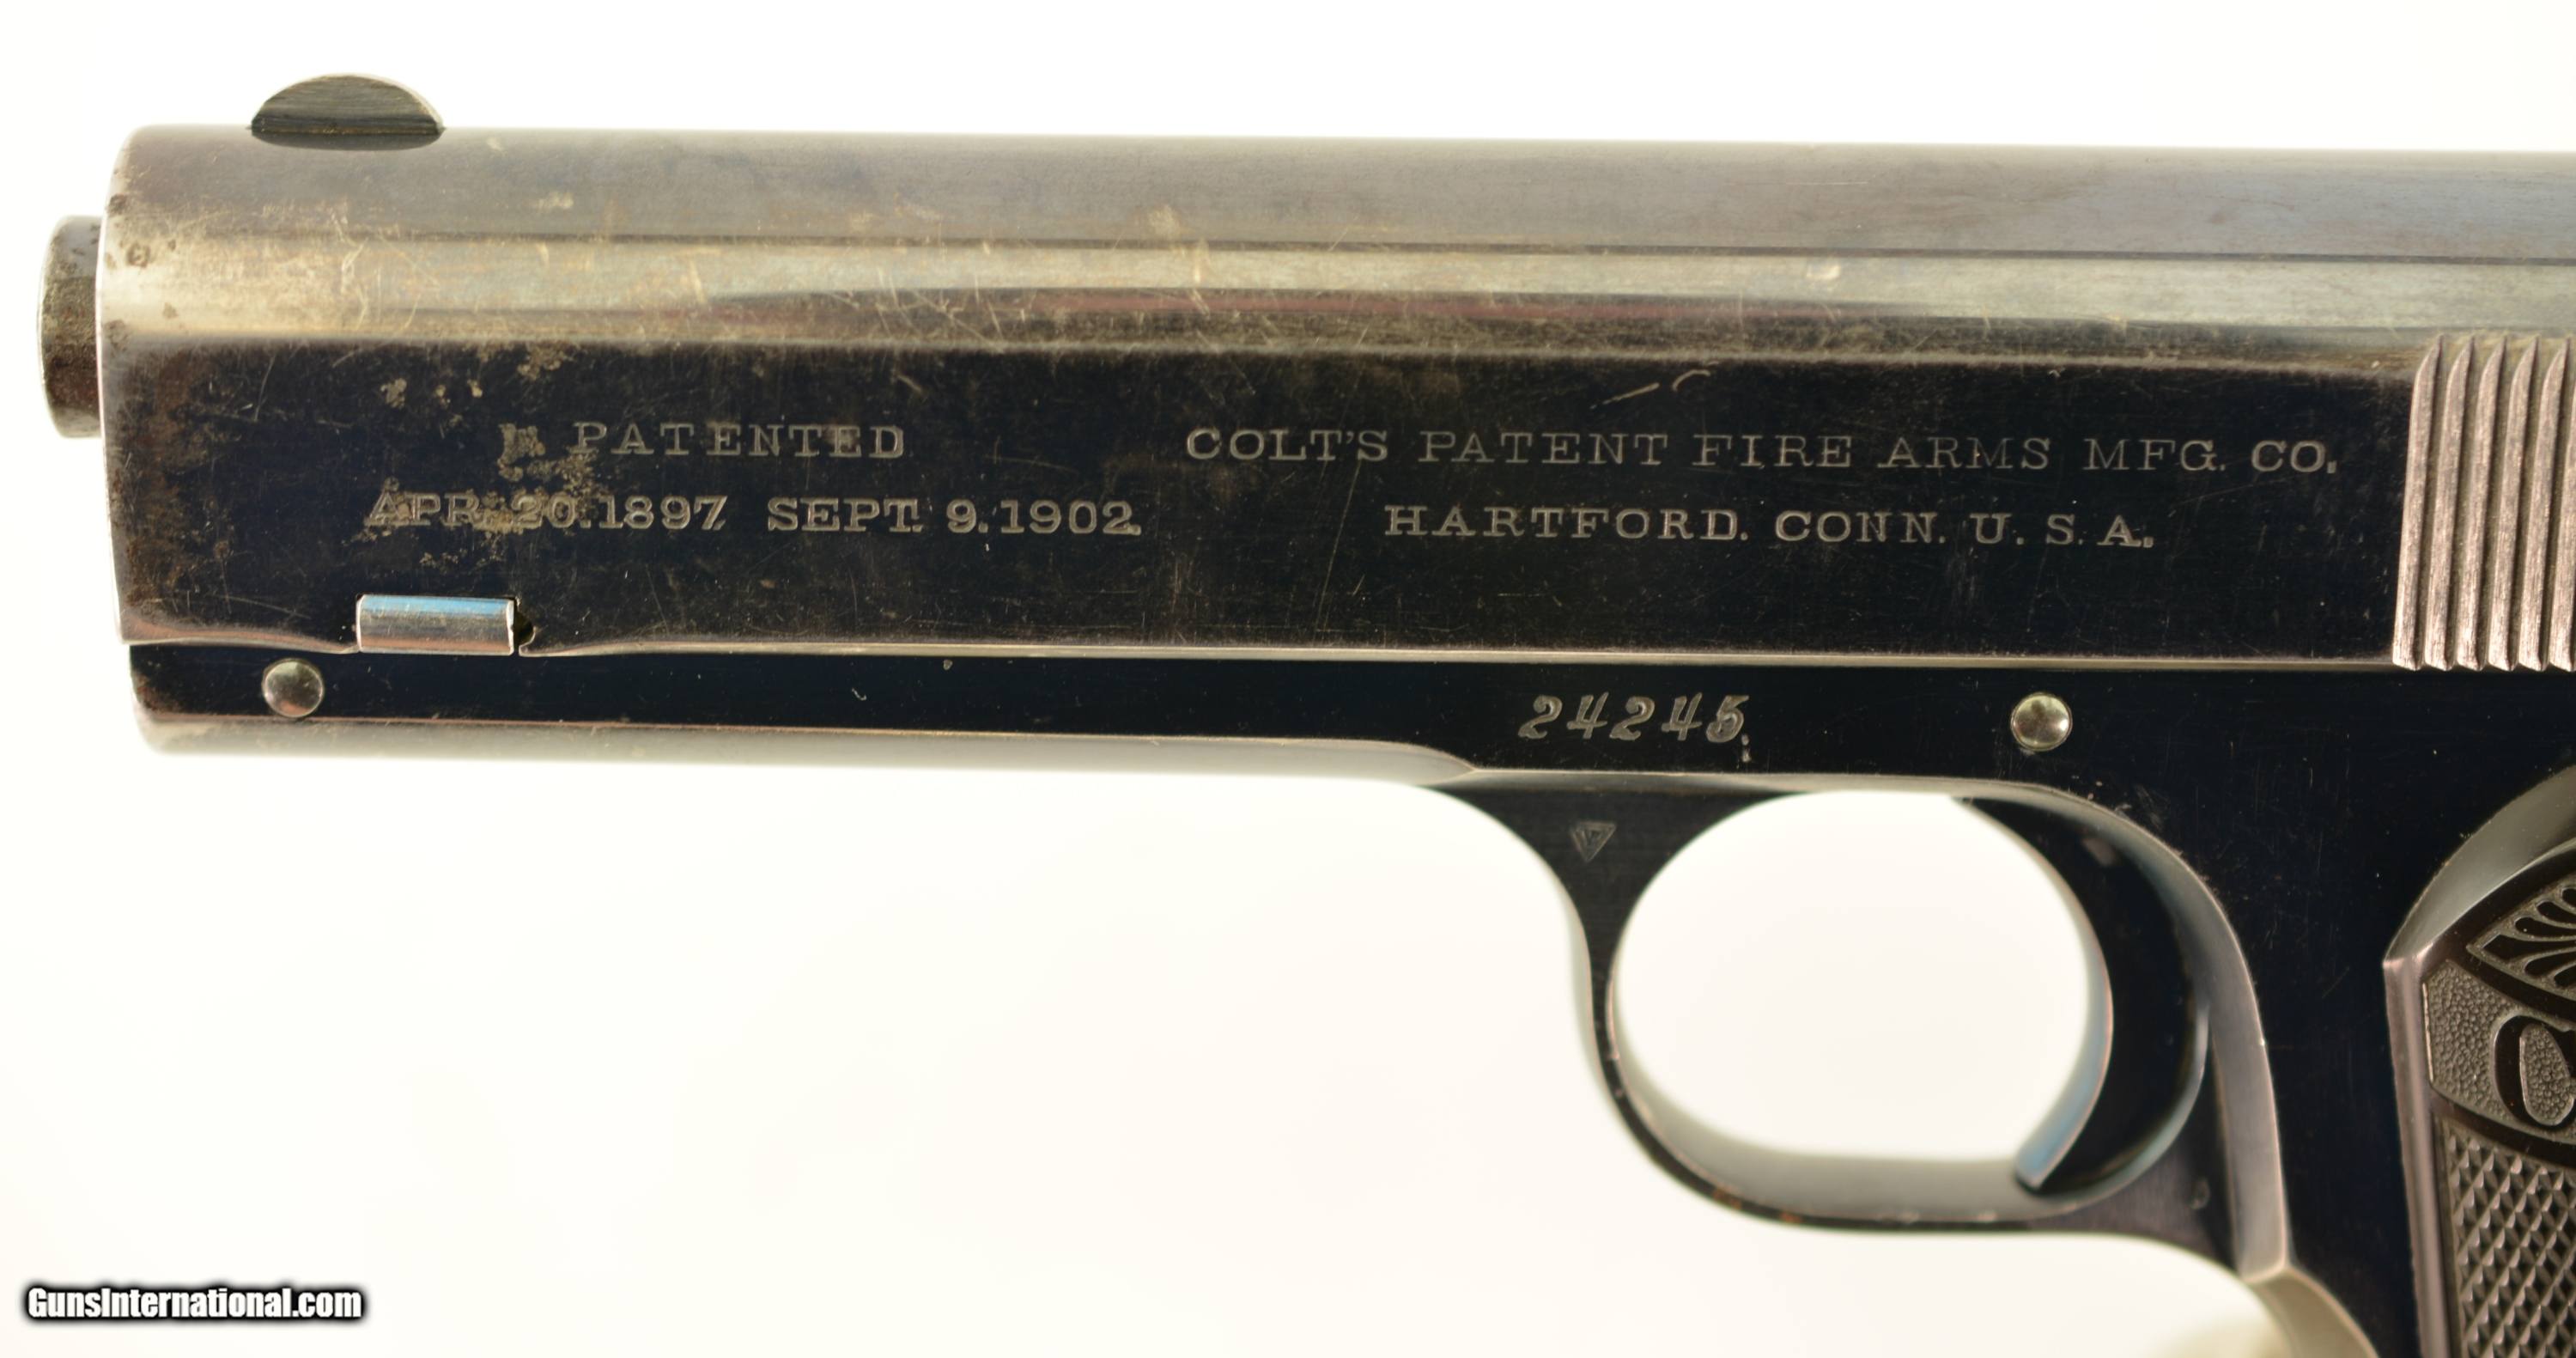 PATENTED
APR. 20. 1897 SEPT. 9. 1902.
COLT'S PATENT FIRE ARMS MFG. CO.
HARTFORD. CONN. U. S. A.
24245
GunsInternational.com